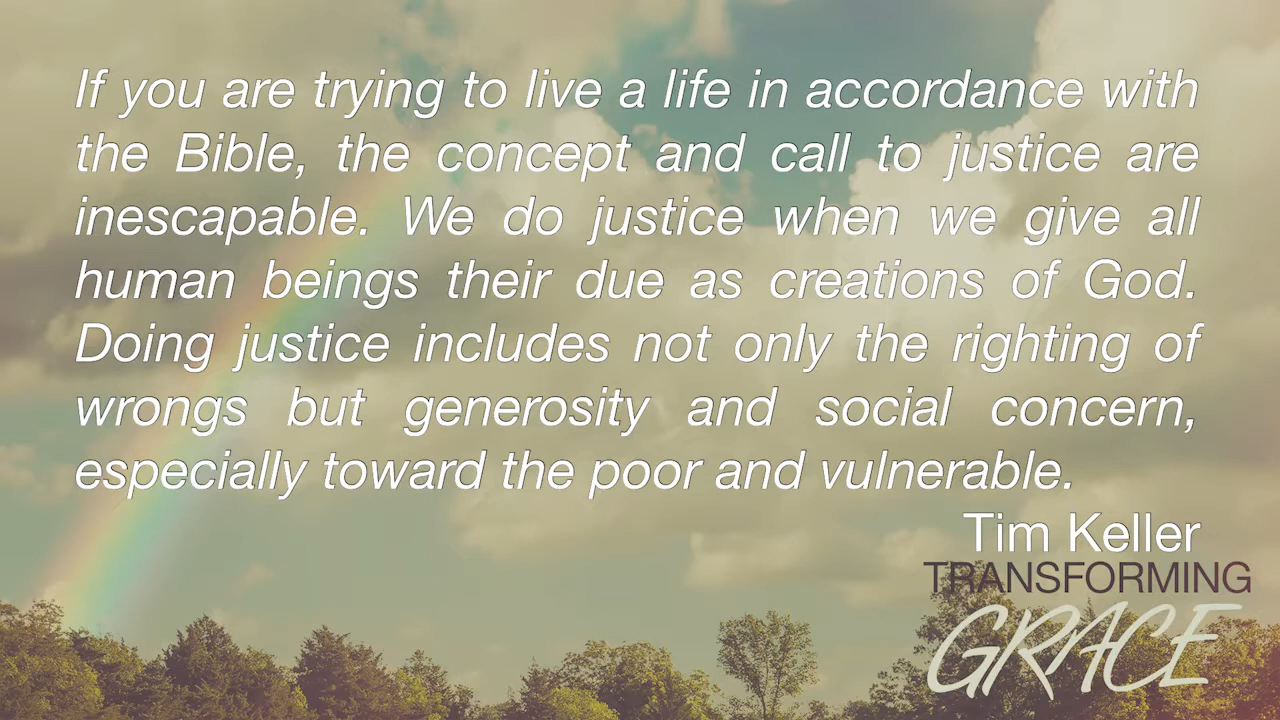 If you are trying to live a life in accordance with
the Bible, the concept and call to justice are
inescapable. We do justice when we give all
human beings their due as creations of God.
Doing justice includes not only the righting of
wrongs but generosity and social concern,
especially toward the poor and vulnerable.
Tim Keller
TRANSFORMING
GRACE